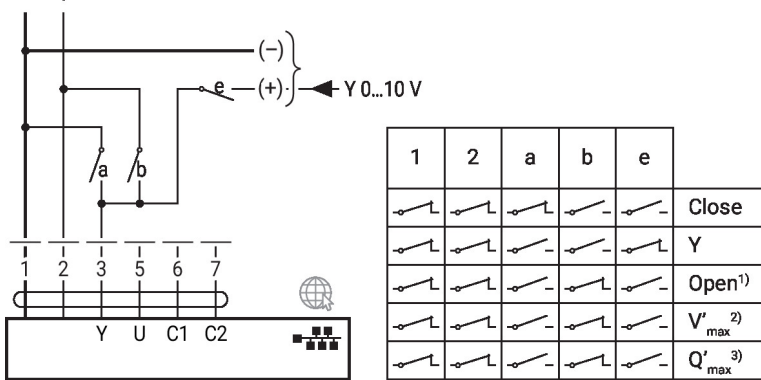 (−)
e (+) Y 0...10 V
a b
1 2 3 5 6 7
Y U C1 C2
1 2 a b e
Close
Y
Open¹⁾
V'max²⁾
Q'max³⁾